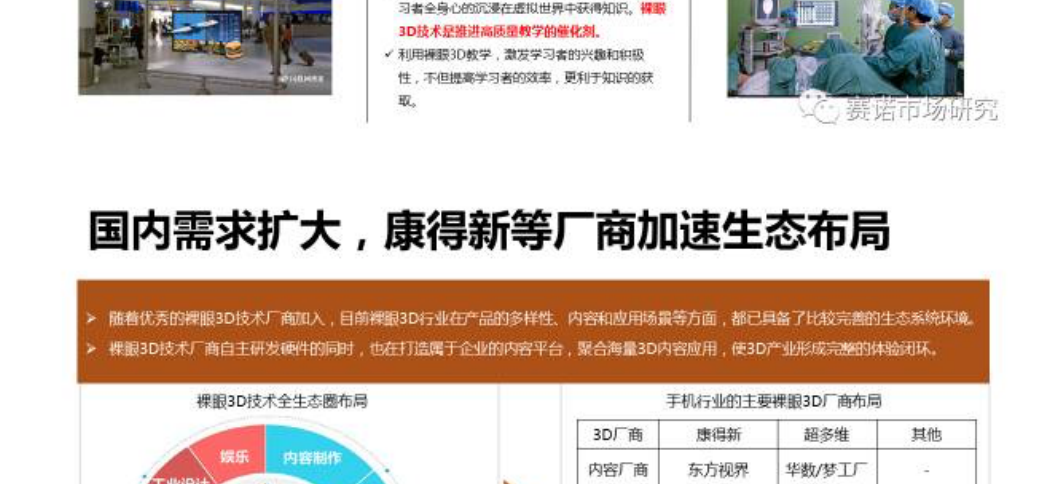 习者全身心的沉浸在虚拟世界中获得知识。裸眼
3D技术是推进高质量教学的催化剂。
✓ 利用裸眼3D教学，激发学习者的兴趣和积极
性，不但提高学习者的效率，更利于知识的获
取。
赛诺市场研究
国内需求扩大，康得新等厂商加速生态布局
➢ 随着优秀的裸眼3D技术厂商加入，目前裸眼3D行业在产品的多样性、内容和应用场景等方面，都已具备了比较完善的生态系统环境。
➢ 裸眼3D技术厂商自主研发硬件的同时，也在打造属于企业的内容平台，聚合海量3D内容应用，使3D产业形成完整的体验闭环。
裸眼3D技术全生态圈布局
娱乐
内容制作
工业设计
手机行业的主要裸眼3D厂商布局
3D厂商 康得新 超多维 其他
内容厂商 东方视界 华数/梦工厂 -